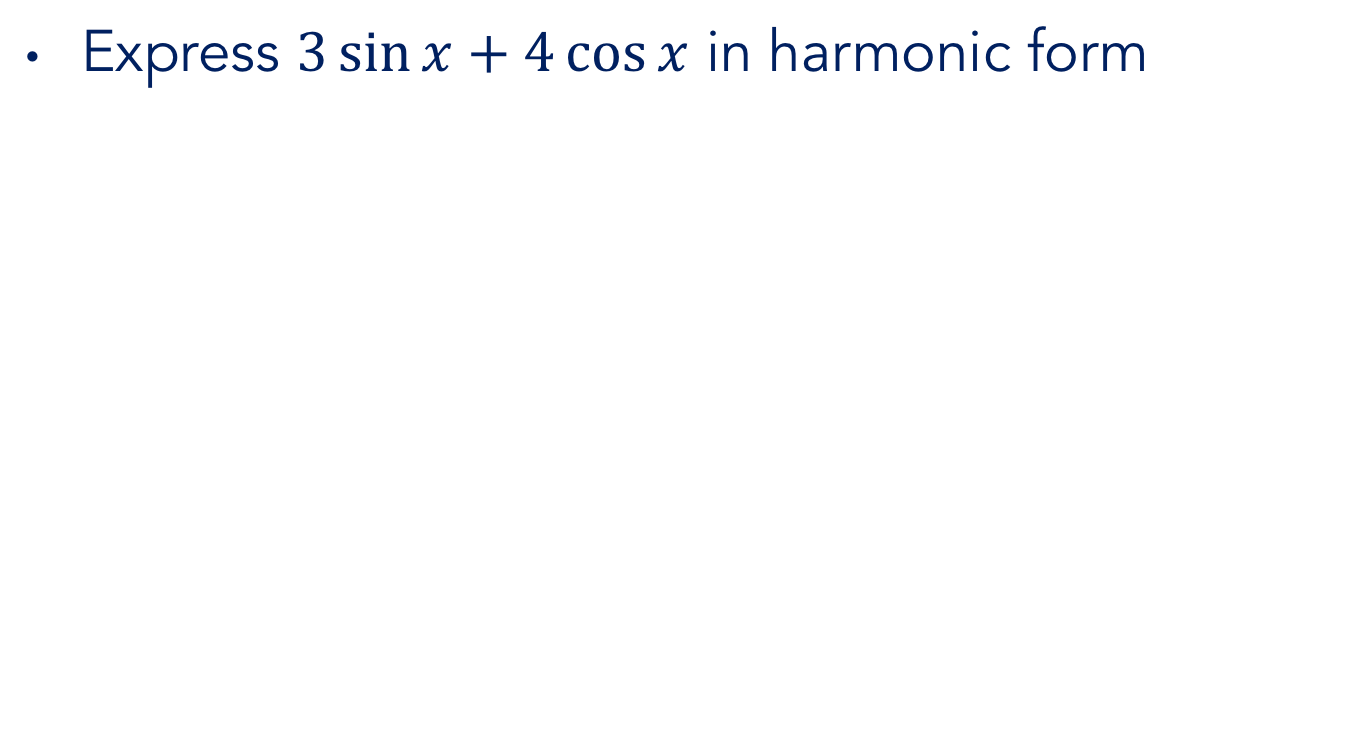 • Express 3 sin x + 4 cos x in harmonic form